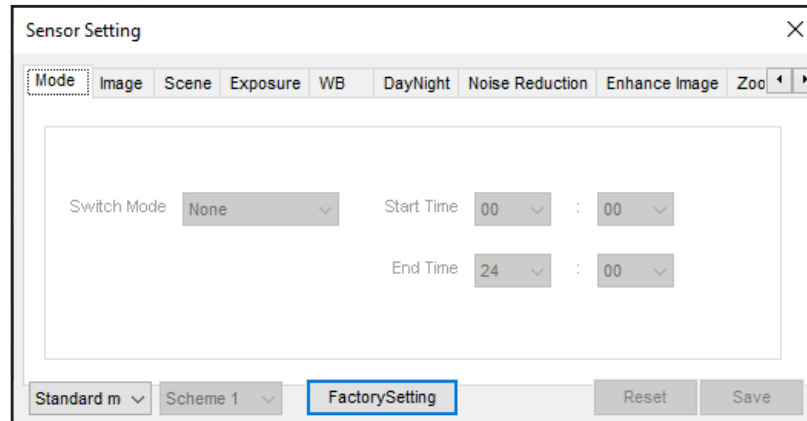 Sensor Setting
Mode Image Scene Exposure WB DayNight Noise Reduction Enhance Image Zoo
Switch Mode None Start Time 00 : 00
End Time 24 : 00
Standard m Scheme 1 FactorySetting Reset Save